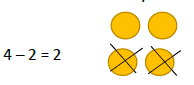 4 – 2 = 2